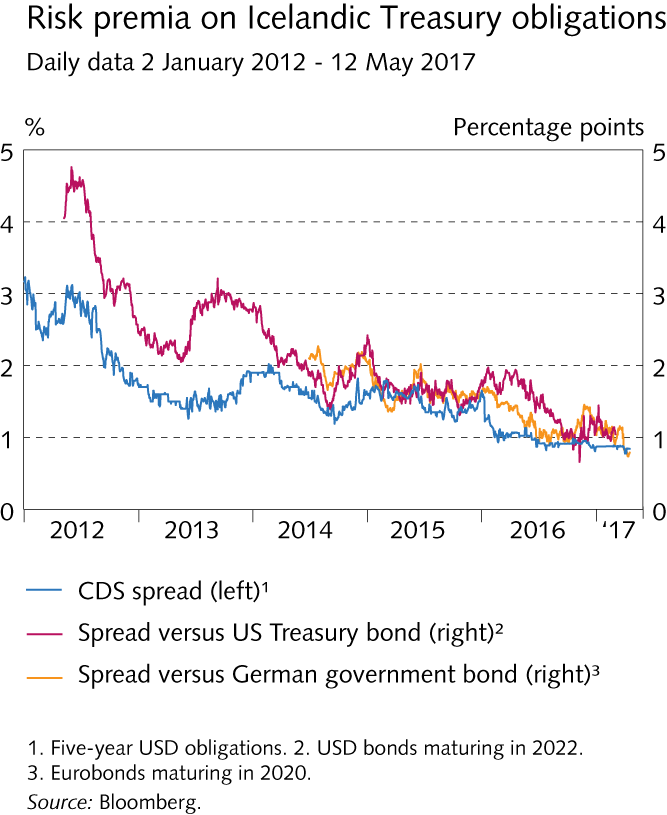 Risk premia on Icelandic Treasury obligations
Daily data 2 January 2012 - 12 May 2017
% Percentage points
5 5
4 4
3 3
2 2
1 1
0 0
2012 2013 2014 2015 2016 ‘17
CDS spread (left)¹
Spread versus US Treasury bond (right)²
Spread versus German government bond (right)³
1. Five-year USD obligations. 2. USD bonds maturing in 2022.
3. Eurobonds maturing in 2020.
Source: Bloomberg.